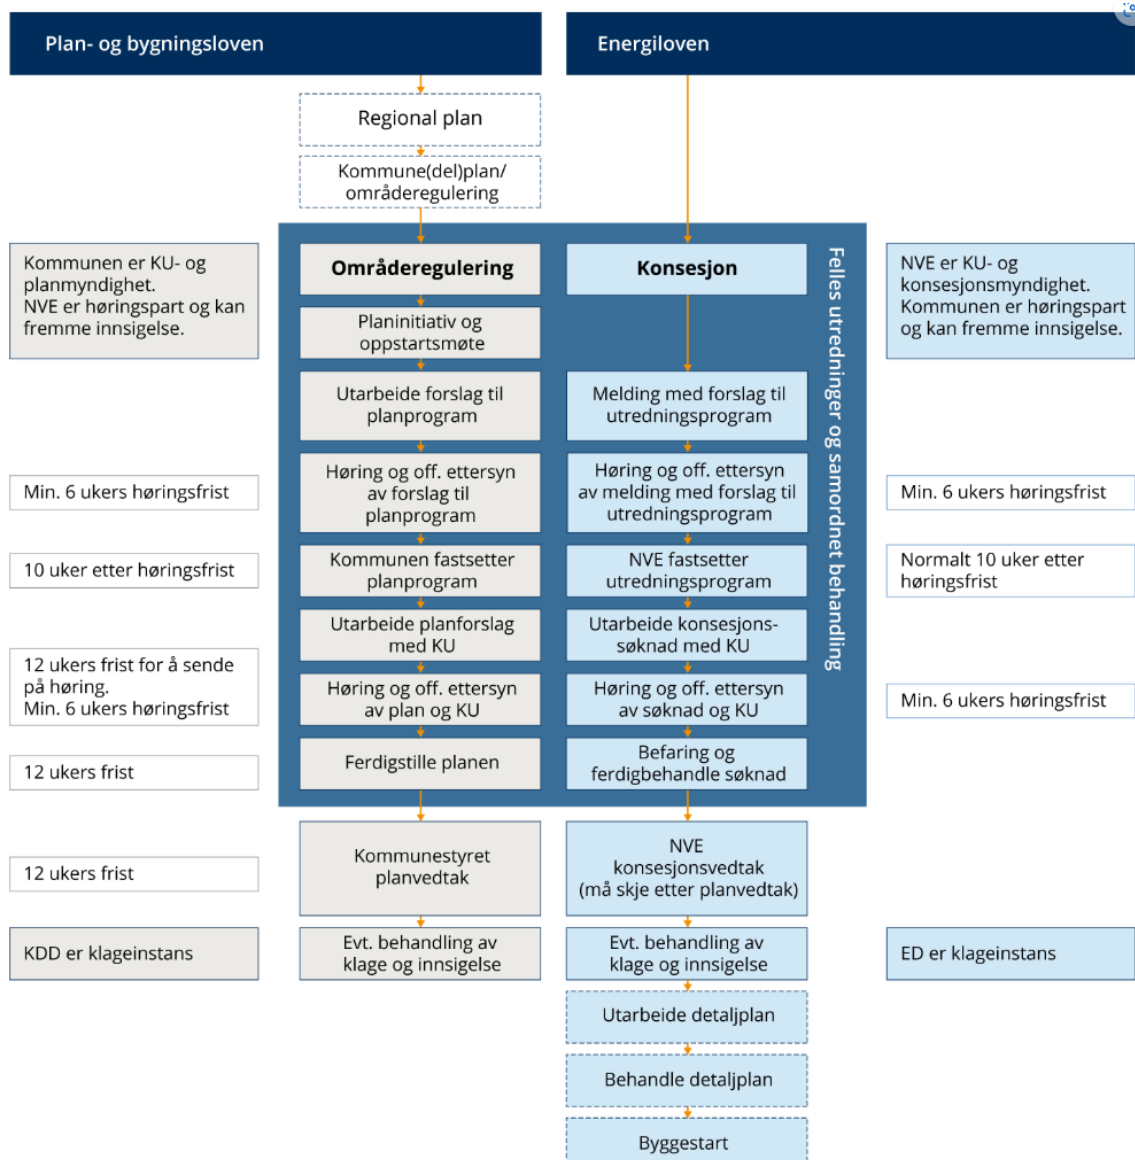 Plan- og bygningsloven
Energiloven
Regional plan
Kommune(del)plan/
områderegulering
Kommunen er KU- og
planmyndighet.
NVE er høringspart og kan
fremme innsigelse.
Områderegulering
Konsesjon
Felles utredninger og samordnet behandling
NVE er KU- og
konsesjonsmyndighet.
Kommunen er høringspart
og kan fremme innsigelse.
Planinitiativ og
oppstartsmøte
Utarbeide forslag til
planprogram
Melding med forslag til
utredningsprogram
Min. 6 ukers høringsfrist
Høring og off. ettersyn
av forslag til
planprogram
Høring og off. ettersyn
av melding med forslag til
utredningsprogram
Min. 6 ukers høringsfrist
10 uker etter høringsfrist
Kommunen fastsetter
planprogram
NVE fastsetter
utredningsprogram
Normalt 10 uker etter
høringsfrist
Utarbeide planforslag
med KU
Utarbeide konsesjons-
søknad med KU
12 ukers frist for å sende
på høring.
Min. 6 ukers høringsfrist
Høring og off. ettersyn
av plan og KU
Høring og off. ettersyn
av søknad og KU
Min. 6 ukers høringsfrist
12 ukers frist
Ferdigstille planen
Befaring og
ferdigbehandle søknad
12 ukers frist
Kommunestyret
planvedtak
NVE
konsesjonsvedtak
(må skje etter planvedtak)
KDD er klageinstans
Evt. behandling av
klage og innsigelse
Evt. behandling av
klage og innsigelse
ED er klageinstans
Utarbeide detaljplan
Behandle detaljplan
Byggestart